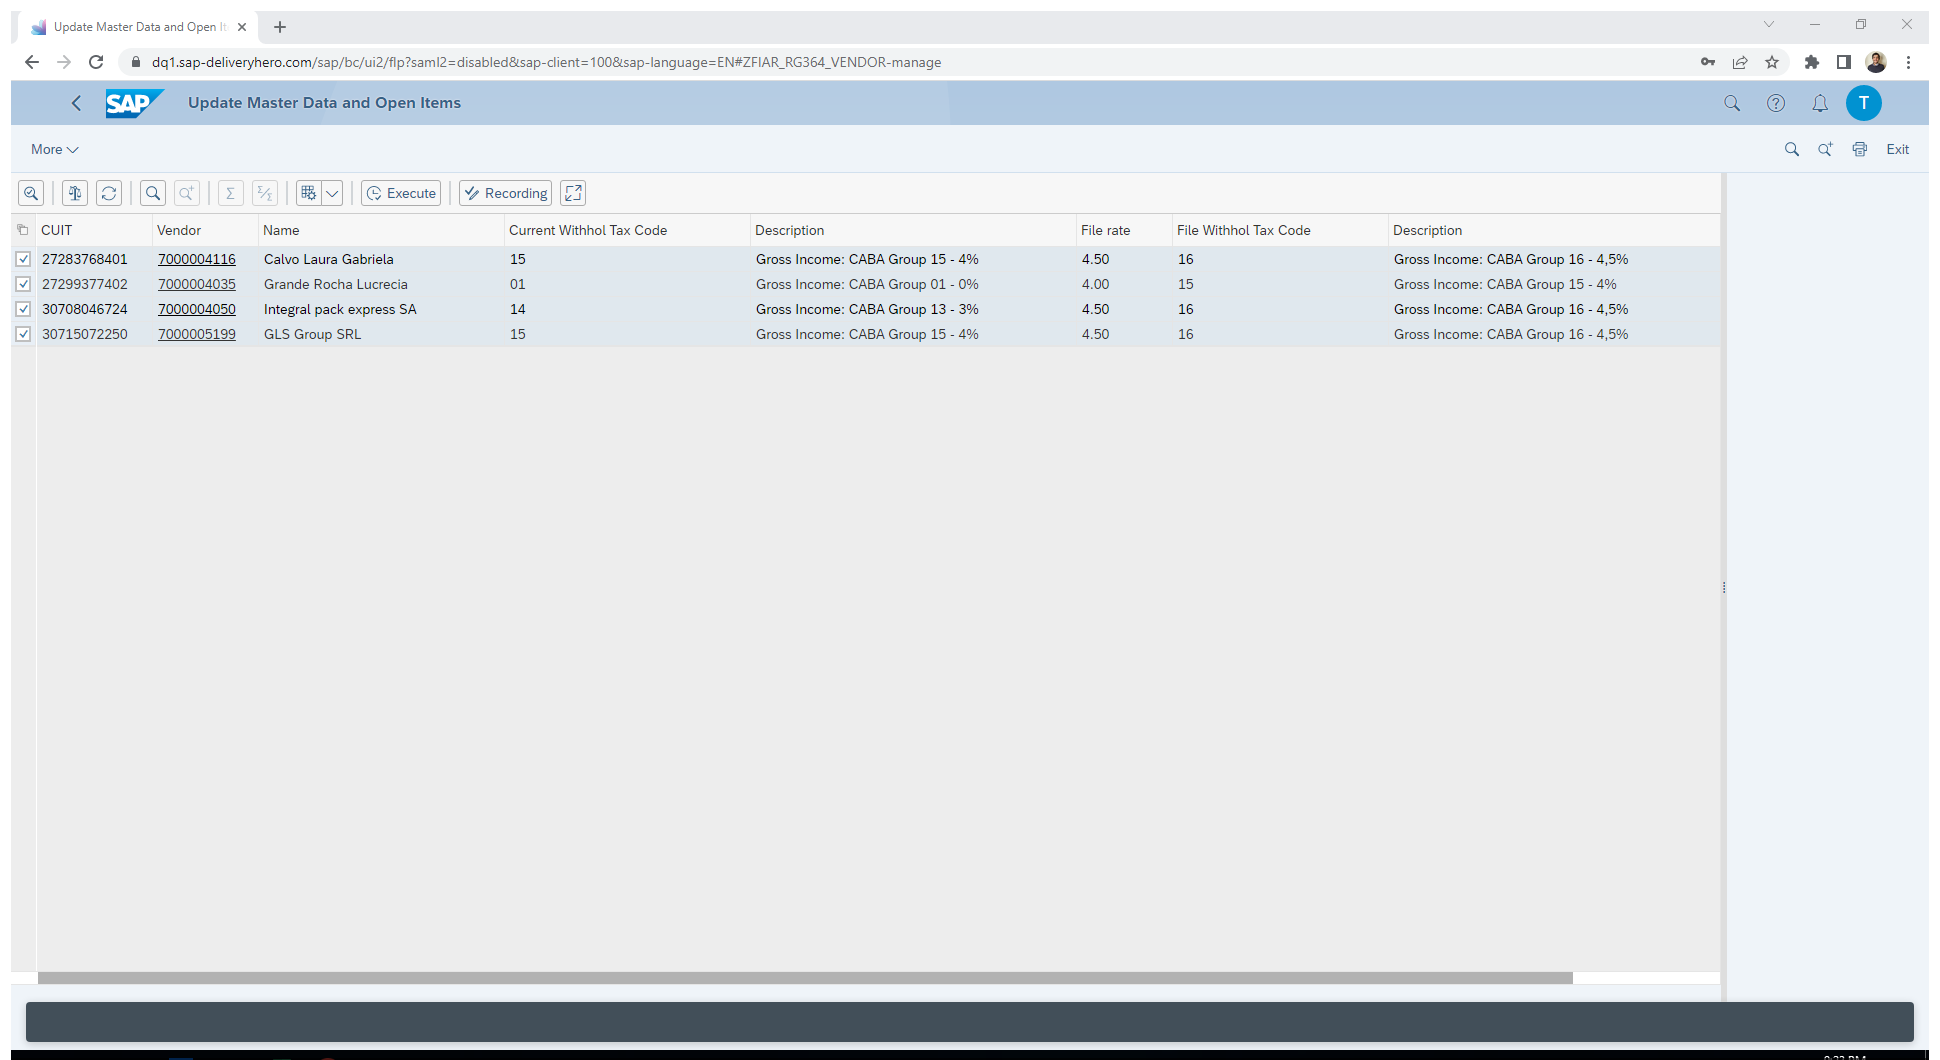 Update Master Data and Open It
dq1.sap-deliveryhero.com/sap/bc/ui2/flp?saml2=disabled&sap-client=100&sap-language=EN#ZFIAR_RG364_VENDOR-manage
SAP Update Master Data and Open Items T
More Exit
Execute Recording
CUIT Vendor Name Current Withhol Tax Code Description File rate File Withhol Tax Code Description
27283768401 7000004116 Calvo Laura Gabriela 15 Gross Income: CABA Group 15 - 4% 4.50 16 Gross Income: CABA Group 16 - 4,5%
27299377402 7000004035 Grande Rocha Lucrecia 01 Gross Income: CABA Group 01 - 0% 4.00 15 Gross Income: CABA Group 15 - 4%
30708046724 7000004050 Integral pack express SA 14 Gross Income: CABA Group 13 - 3% 4.50 16 Gross Income: CABA Group 16 - 4,5%
30715072250 7000005199 GLS Group SRL 15 Gross Income: CABA Group 15 - 4% 4.50 16 Gross Income: CABA Group 16 - 4,5%